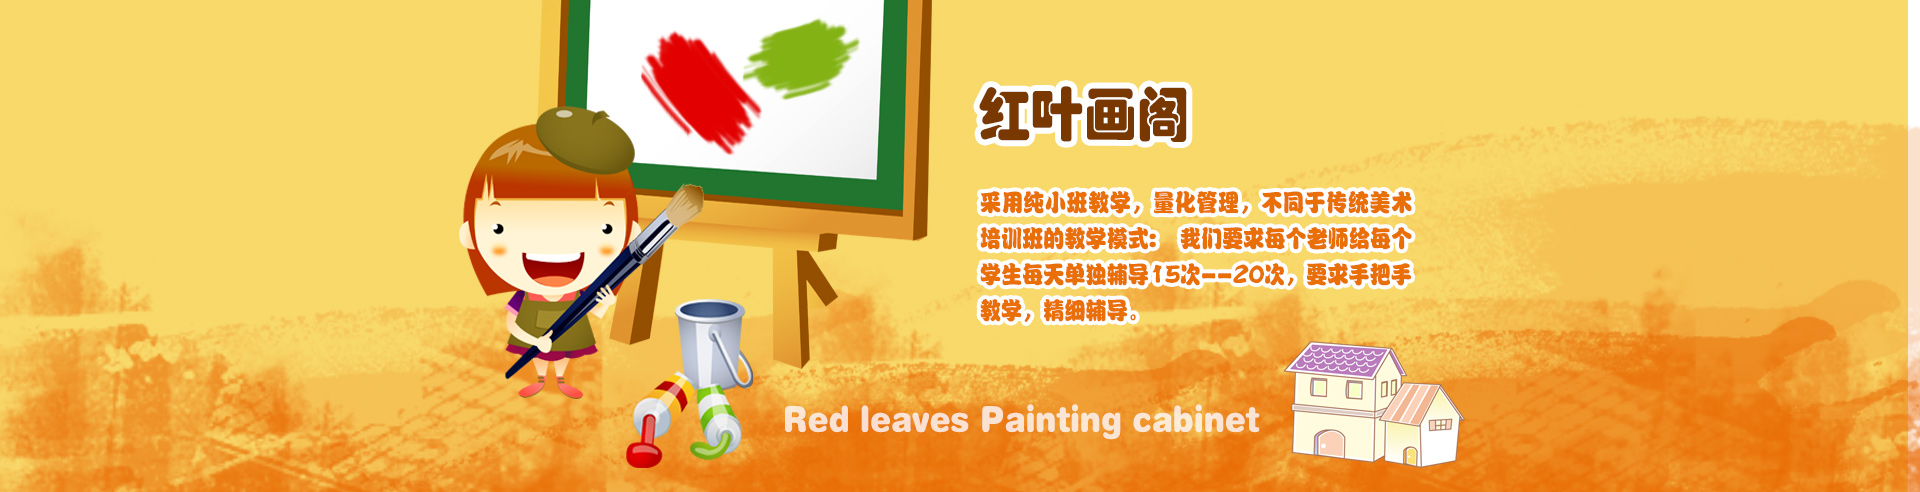 红叶画阁
采用纯小班教学，量化管理，不同于传统美术
培训班的教学模式： 我们要求每个老师给每个
学生每天单独辅导15次--20次，要求手把手
教学，精细辅导。
Red leaves Painting cabinet